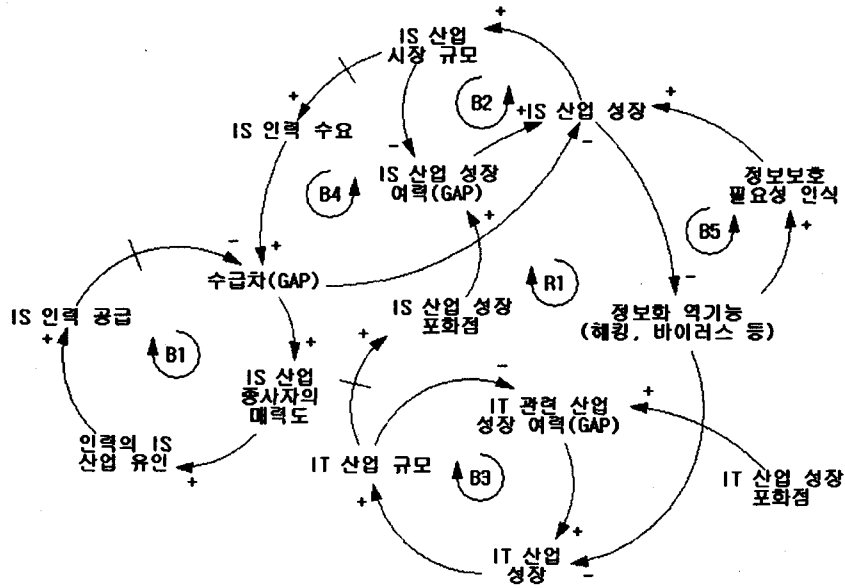 +
IS 산업
시장 규모
B2
+
+
+IS 산업 성장
IS 인력 수요
-
-
IS 산업 성장
여력(GAP)
정보보호
필요성 인식
B4
+
+
B5
-
+
수급차(GAP)
R1
-
IS 인력 공급
IS 산업 성장
포화점
정보화 역기능
(해킹, 바이러스 등)
+
B1
+
+
-
IS 산업
종사자의
매력도
+
IT 관련 산업
성장 여력(GAP)
인력의 IS
산업 유인
IT 산업 규모
B3
IT 산업 성장
포화점
+
+
+
IT 산업
성장
-